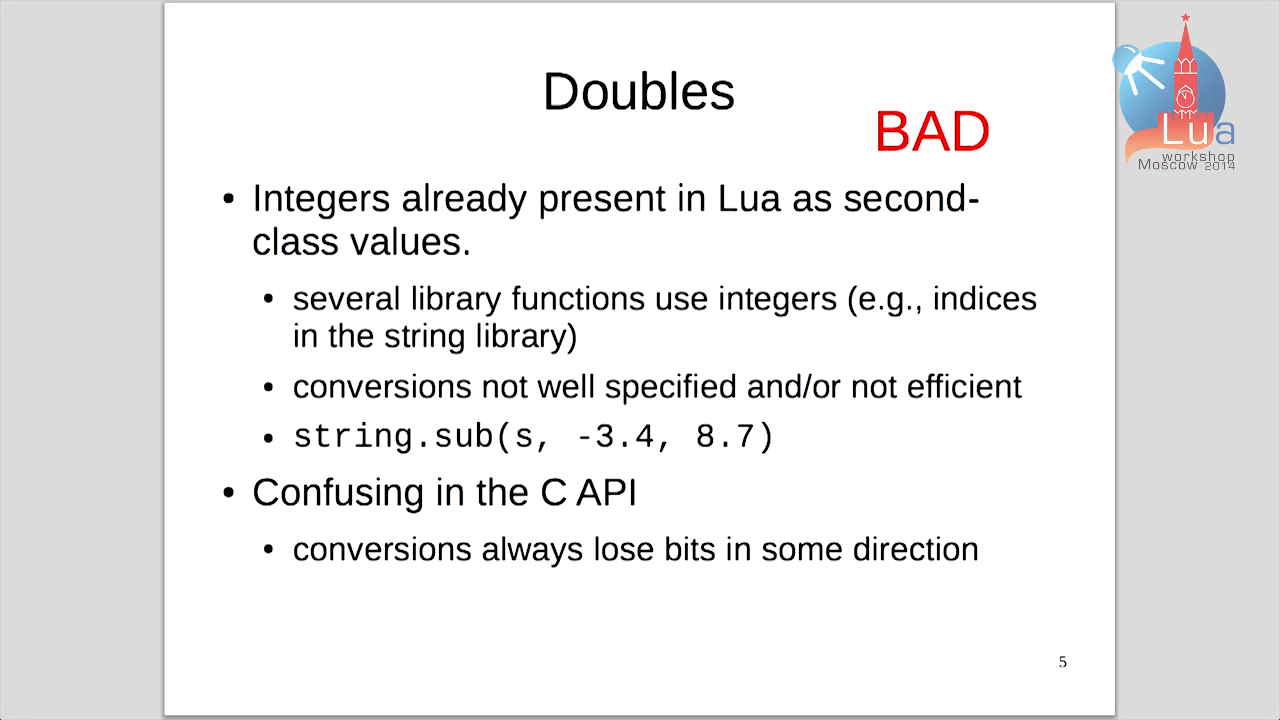 Doubles
BAD
• Integers already present in Lua as second-
class values.
• several library functions use integers (e.g., indices
in the string library)
• conversions not well specified and/or not efficient
• string.sub(s, -3.4, 8.7)
• Confusing in the C API
• conversions always lose bits in some direction
5
Lua
workshop
Moscow 2014